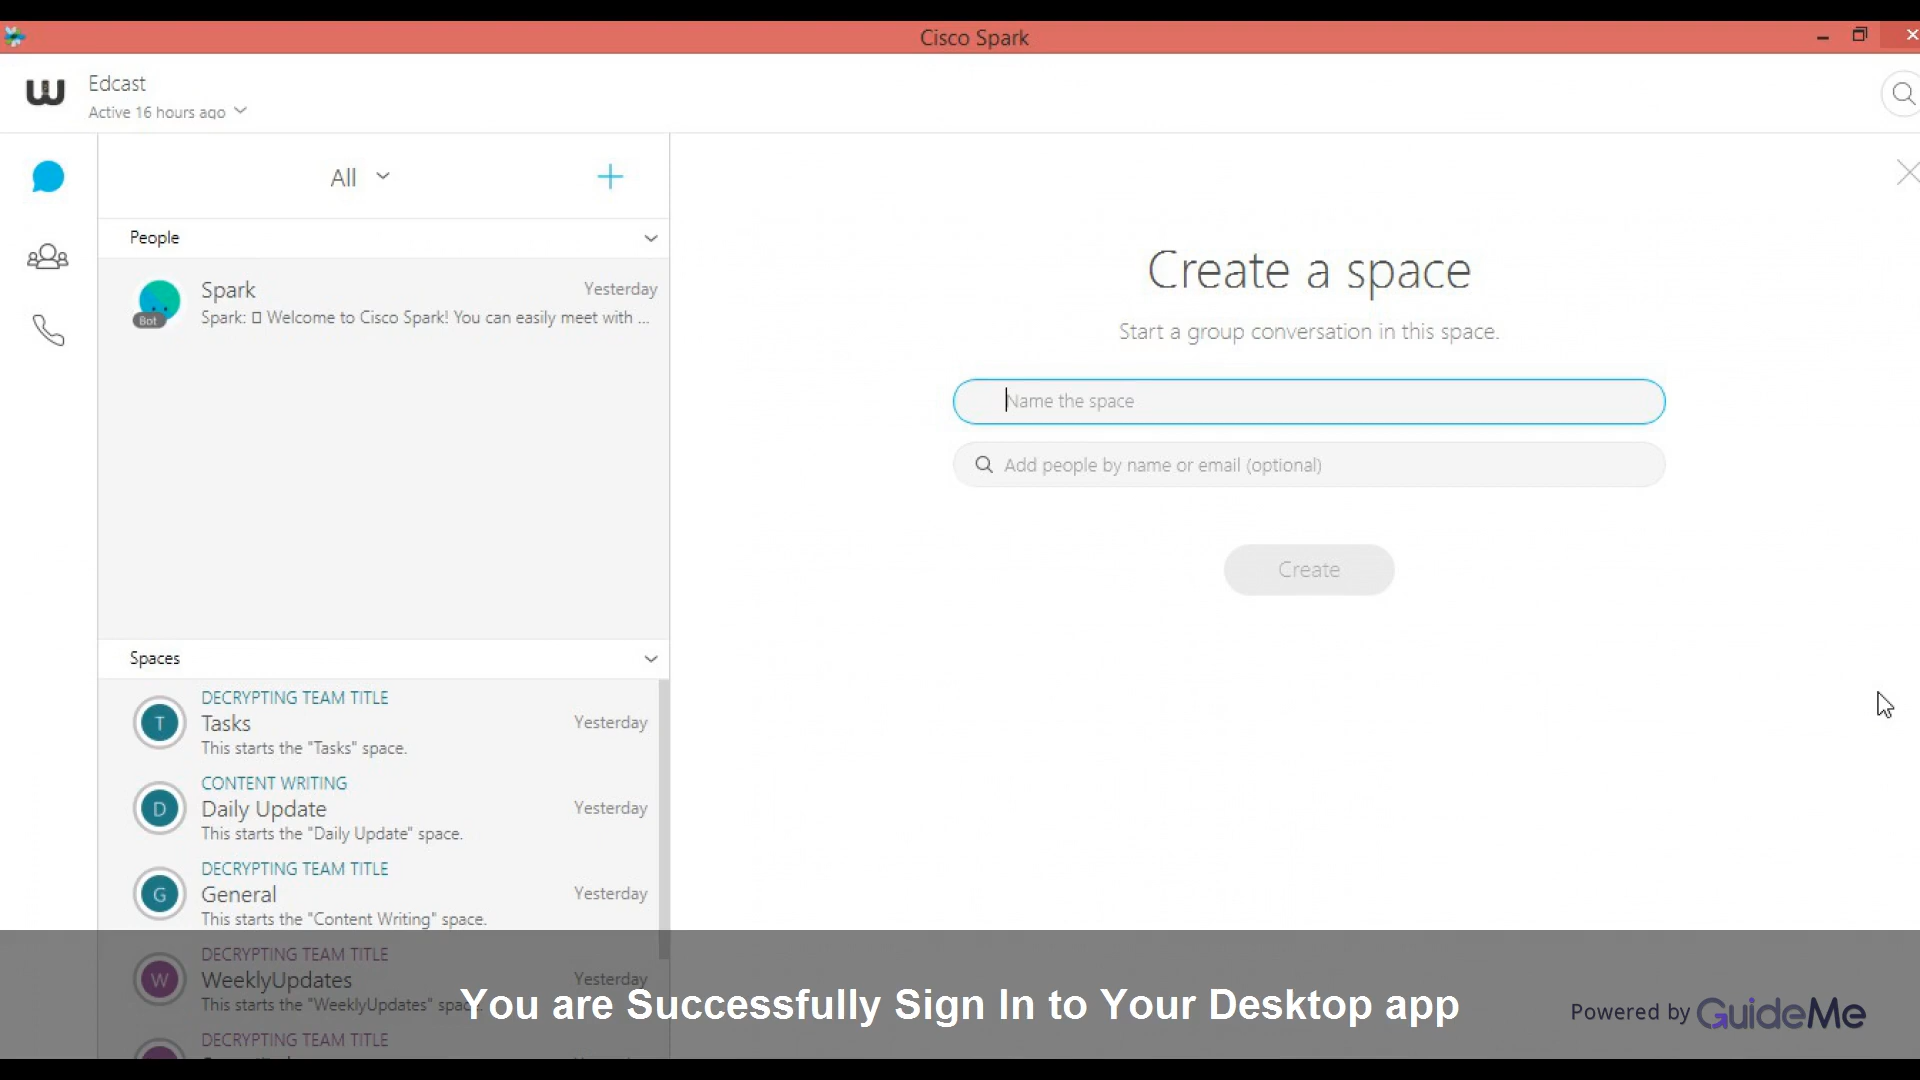 Cisco Spark
Edcast
Active 16 hours ago
All
People
Spark
Yesterday
Bot
Spark: Welcome to Cisco Spark! You can easily meet with ...
Spaces
DECRYPTING TEAM TITLE
T
Tasks
Yesterday
This starts the "Tasks" space.
CONTENT WRITING
D
Daily Update
Yesterday
This starts the "Daily Update" space.
DECRYPTING TEAM TITLE
G
General
Yesterday
This starts the "Content Writing" space.
DECRYPTING TEAM TITLE
W
WeeklyUpdates
Yesterday
This starts the "WeeklyUpdates" space.
DECRYPTING TEAM TITLE
Create a space
Start a group conversation in this space.
Name the space
Add people by name or email (optional)
Create
You are Successfully Sign In to Your Desktop app
Powered by GuideMe